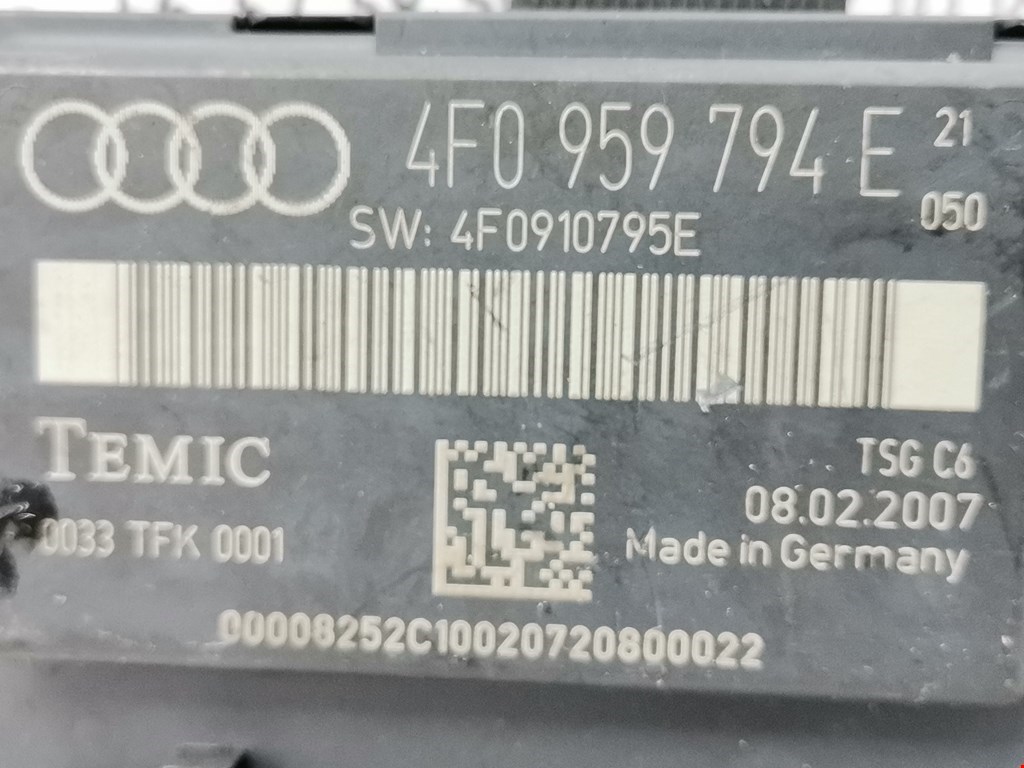 4F0 959 794 E 21
050
SW: 4F0910795E
TEMIC
TSG C6
08.02.2007
0033 TFK 0001
Made in Germany
00008252C10020720800022